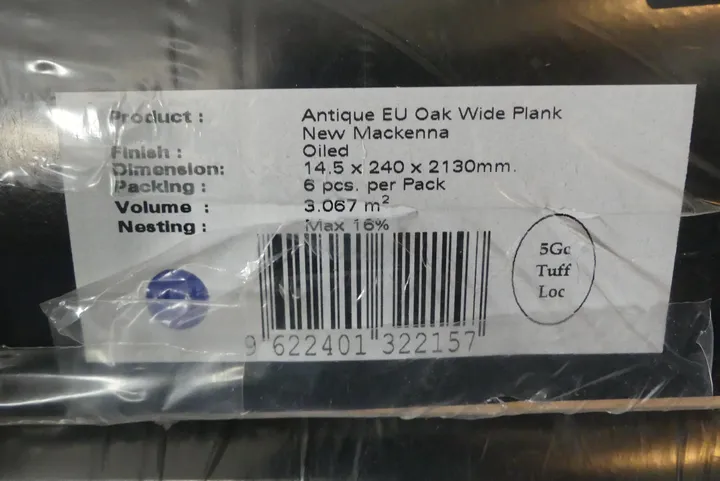 Product : Antique EU Oak Wide Plank
New Mackenna
Finish : Oiled
Dimension: 14.5 x 240 x 2130mm.
Packing : 6 pcs. per Pack
Volume : 3.067 m²
Nesting : Max 16%
5Gc
Tuff
Loc
9 622401 322157